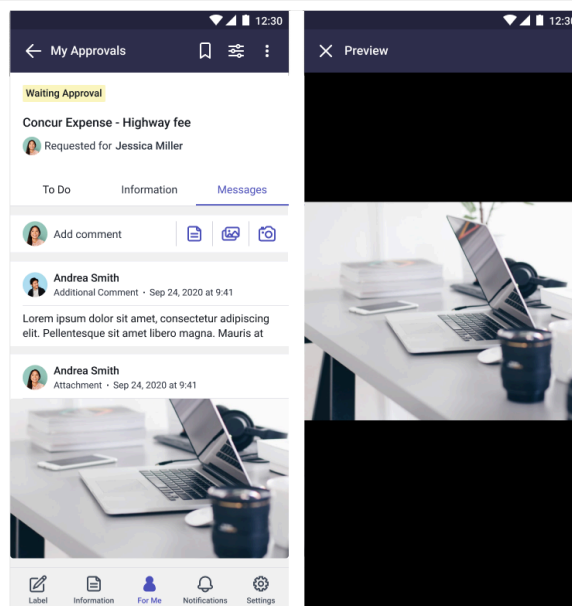 12:30
My Approvals
Waiting Approval
Concur Expense - Highway fee
Requested for Jessica Miller
To Do Information Messages
Add comment
Andrea Smith
Additional Comment • Sep 24, 2020 at 9:41
Lorem ipsum dolor sit amet, consectetur adipiscing
elit. Pellentesque sit amet libero magna. Mauris at
Andrea Smith
Attachment • Sep 24, 2020 at 9:41
Label Information For Me Notifications Settings
12:30
Preview